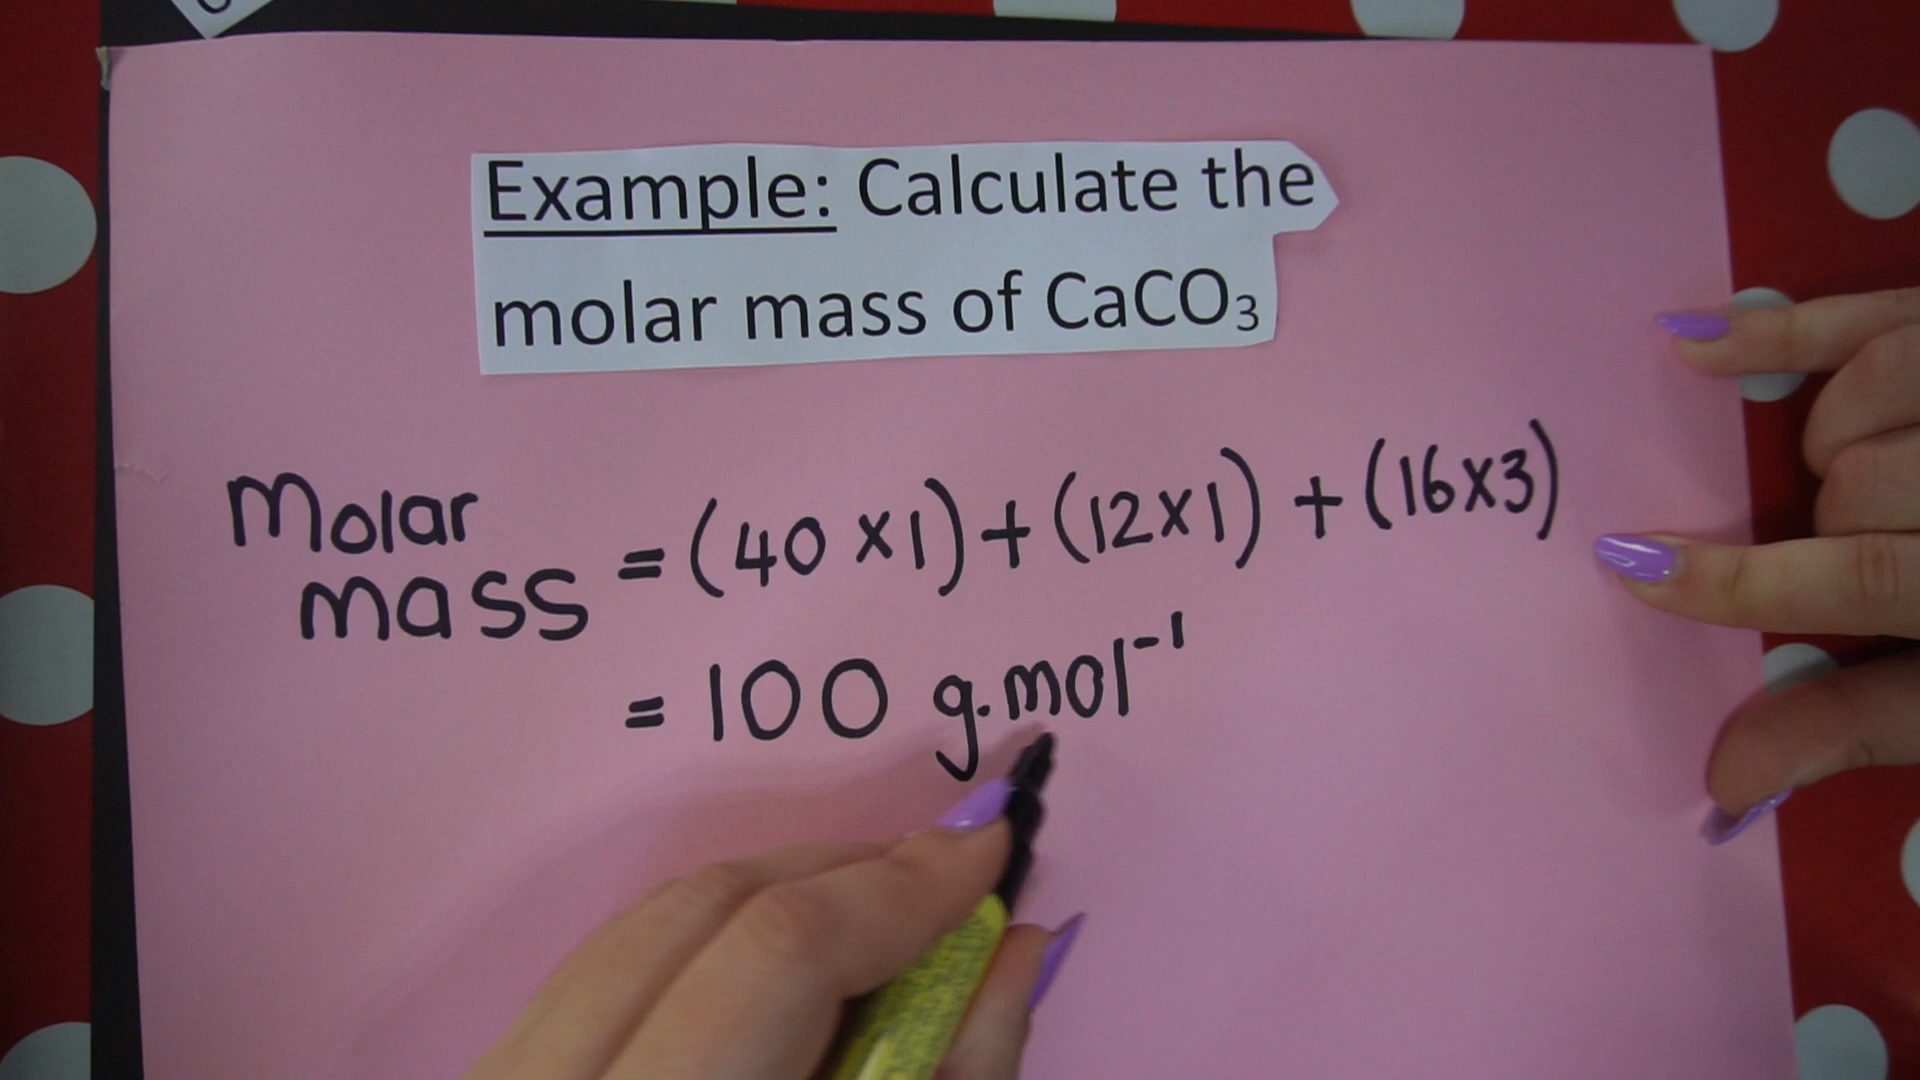 Example: Calculate the
molar mass of CaCO₃
Molar
mass = (40 x 1) + (12 x 1) + (16 x 3)
= 100 g.mol⁻¹